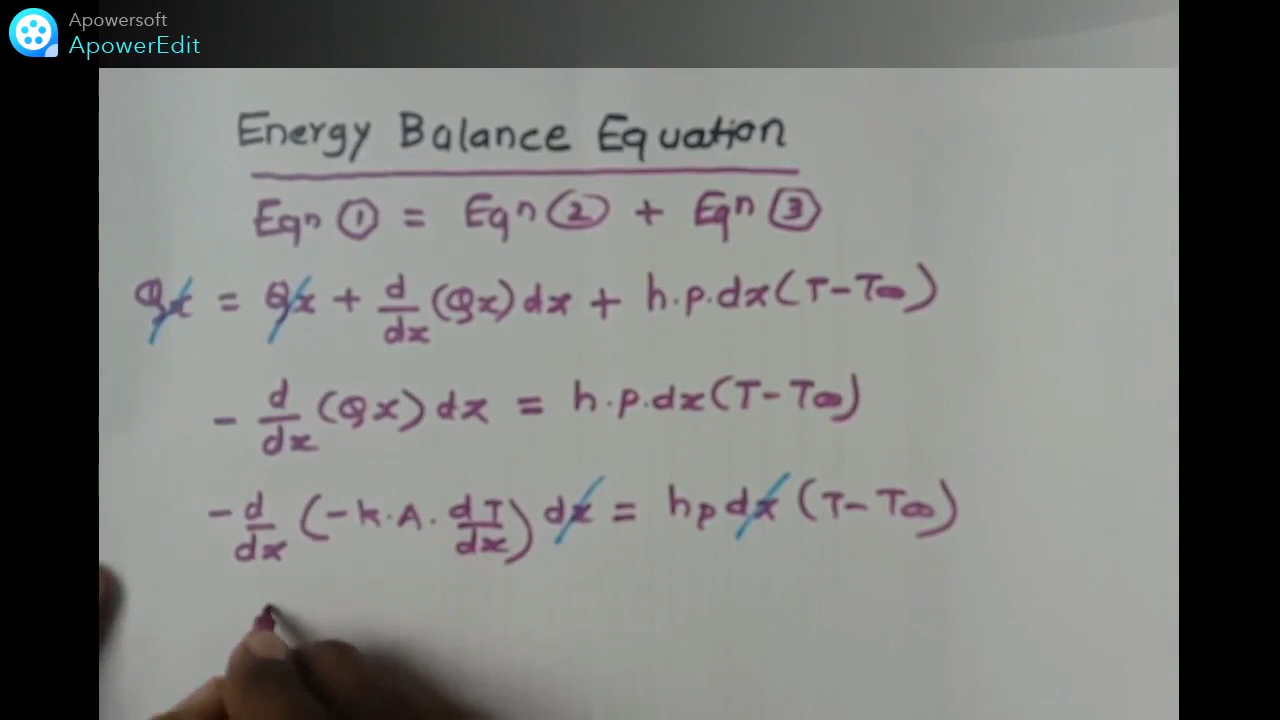 Apowersoft
ApowerEdit
Energy Balance Equation
Eqn ① = Eqn ② + Eqn ③
Qx = Qx + d/dx (Qx) dx + h.p.dx (T - T∞)
- d/dx (Qx) dx = h.p.dx (T - T∞)
- d/dx (-k.A. dT/dx) dx = hp dx (T - T∞)